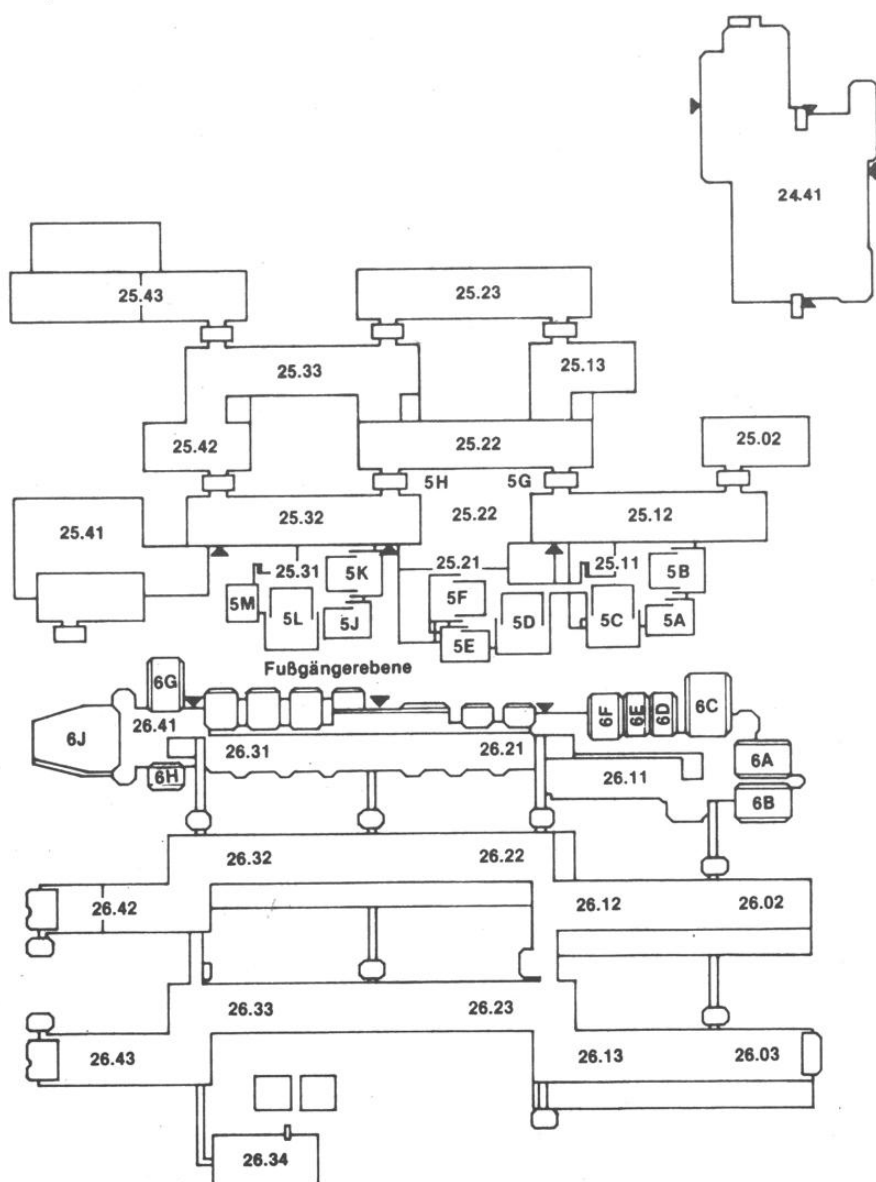 24.41
25.43
25.23
25.33
25.13
25.42
25.22
25.02
5H
5G
25.41
25.32
25.22
25.12
25.31
5K
25.21
25.11
5B
5M
5L
5J
5F
5E
5D
5C
5A
Fußgängerebene
6G
6J
26.41
6H
26.31
26.21
6F
6E
6D
6C
6A
6B
26.11
26.32
26.22
26.42
26.12
26.02
26.33
26.23
26.43
26.13
26.03
26.34